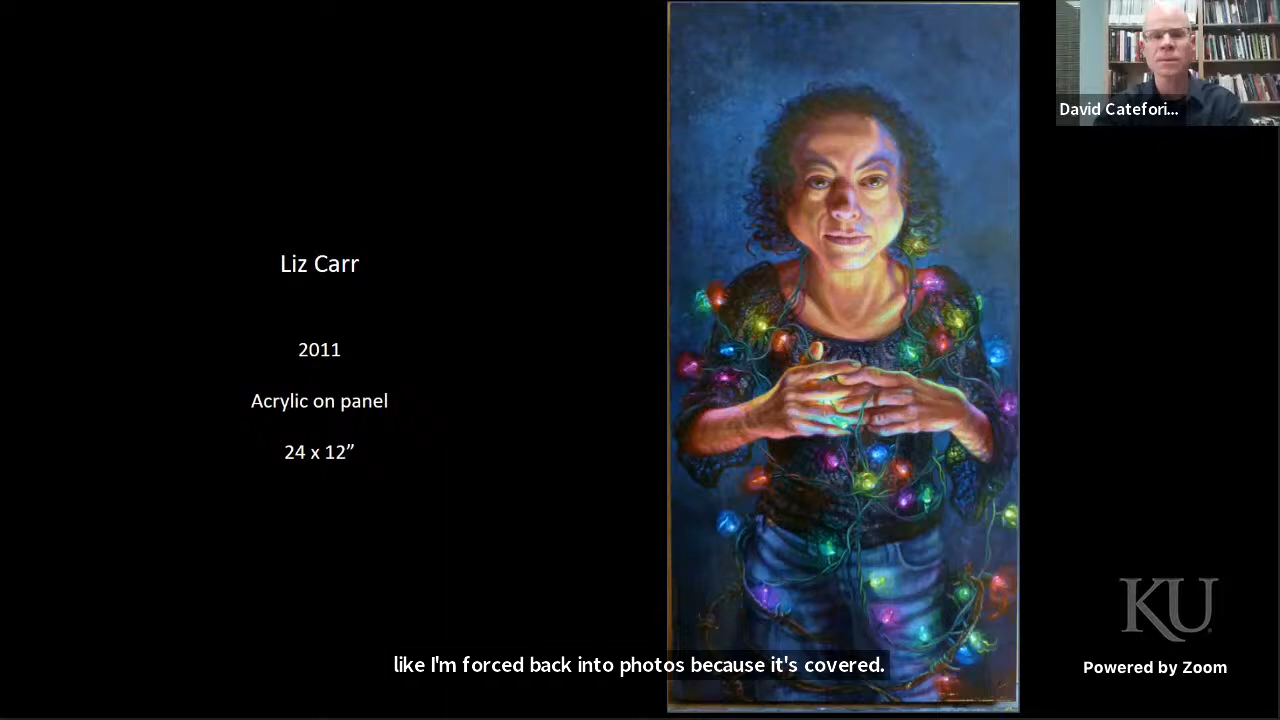 David Catefori...
Liz Carr
2011
Acrylic on panel
24 x 12”
like I'm forced back into photos because it's covered.
KU
Powered by Zoom